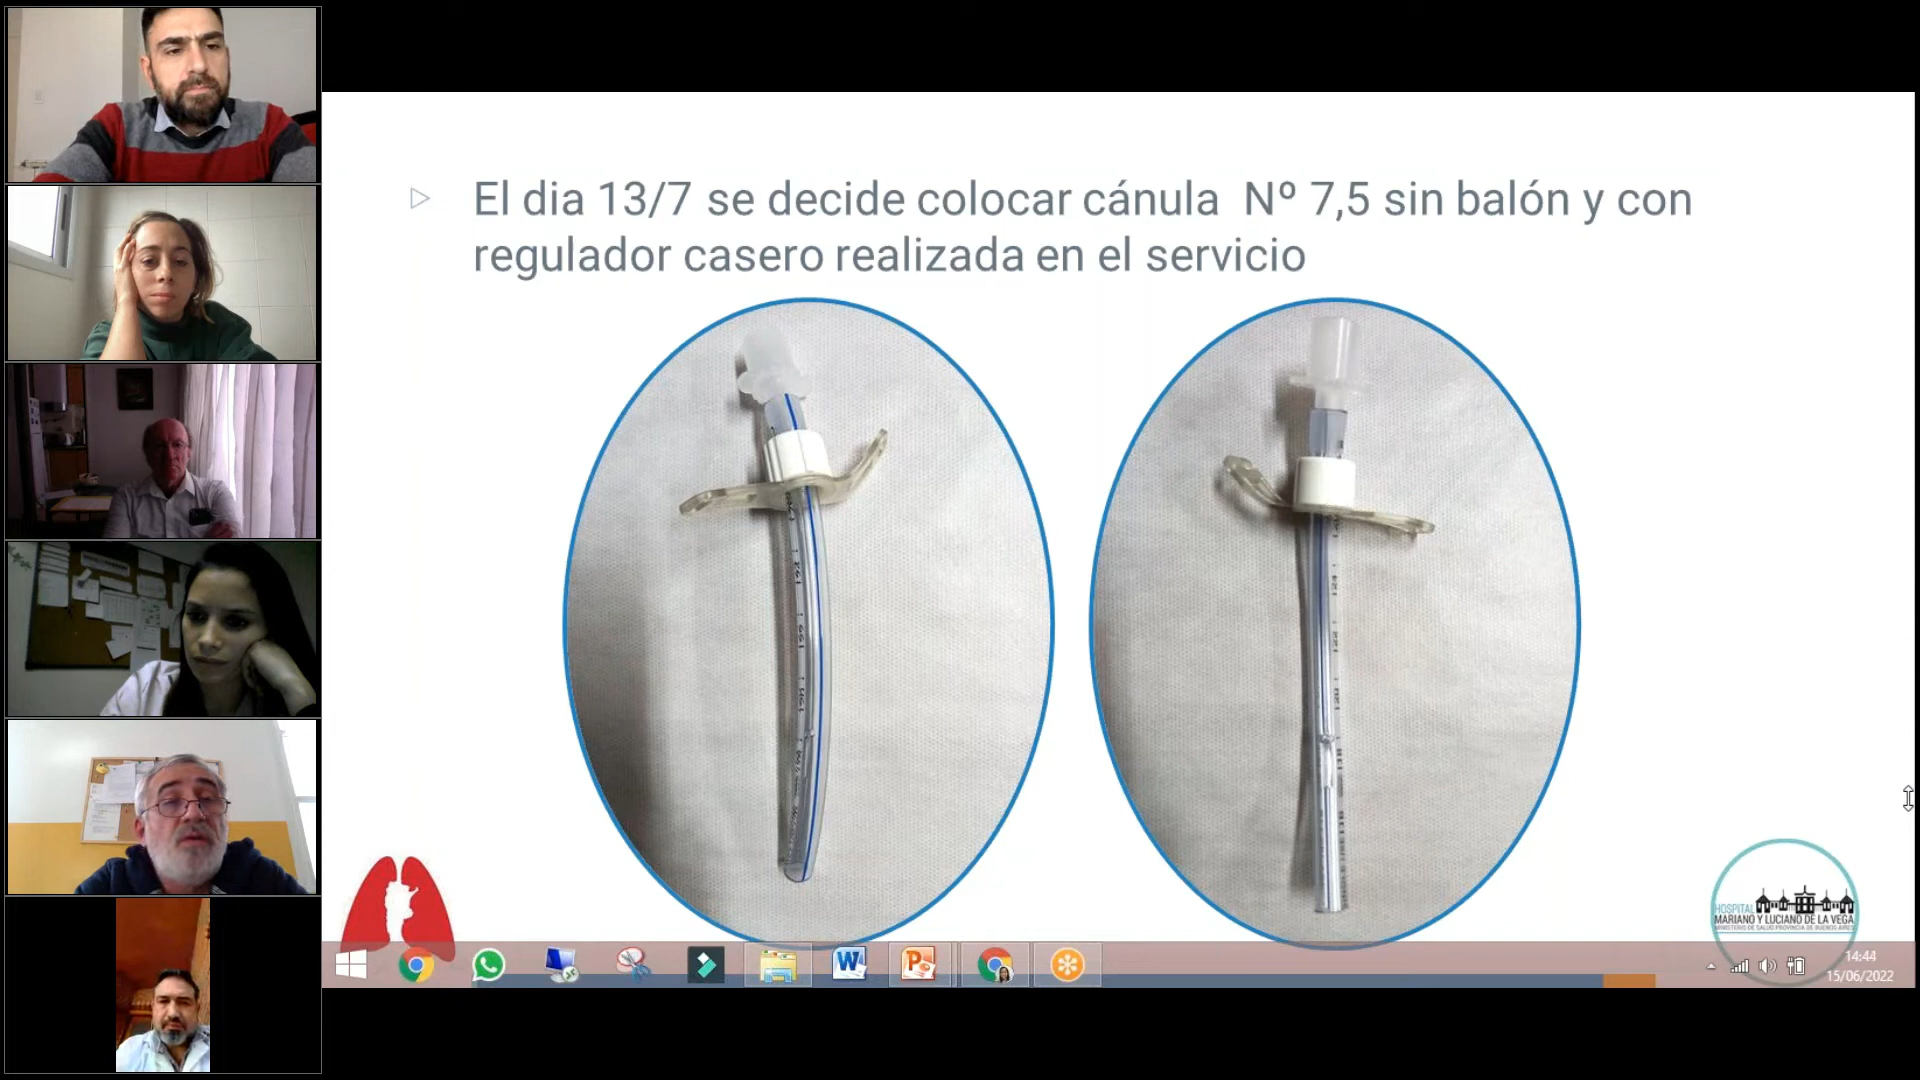 El dia 13/7 se decide colocar cánula Nº 7,5 sin balón y con
regulador casero realizada en el servicio
HOSPITAL
MARIANO Y LUCIANO DE LA VEGA
MINISTERIO DE SALUD PROVINCIA DE BUENOS AIRES
14:44
15/06/2022